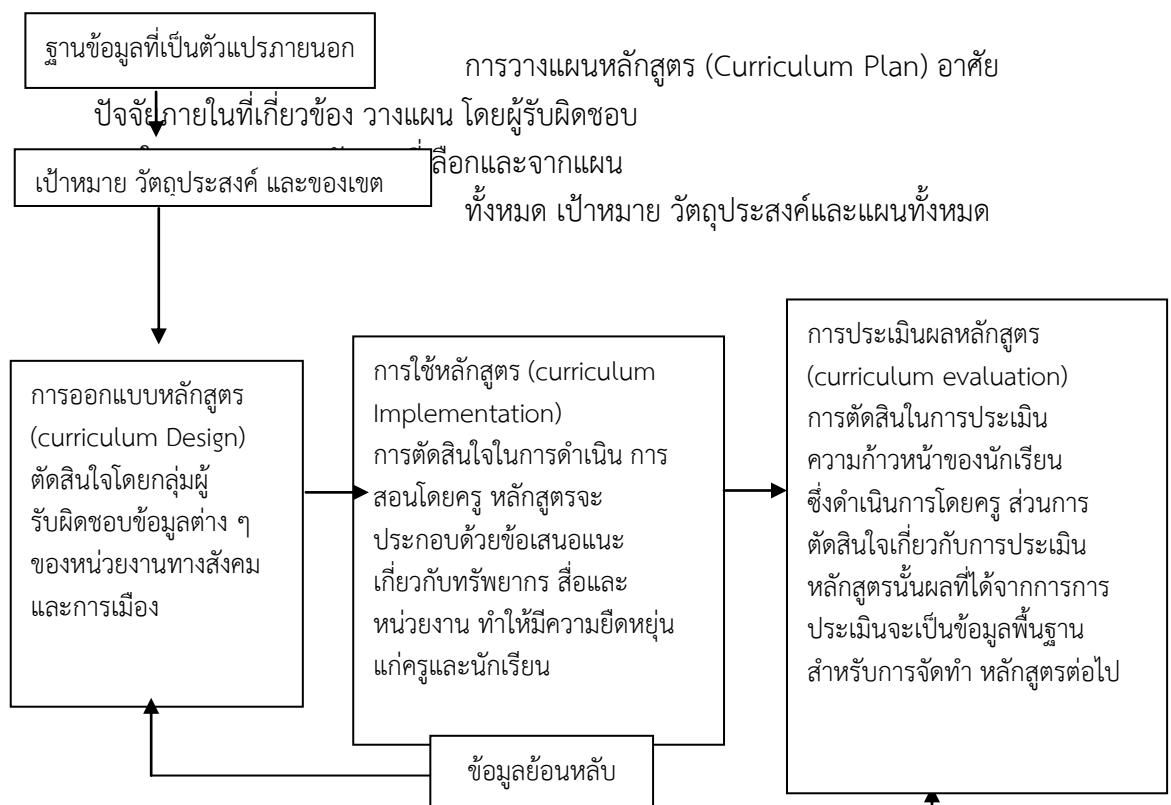 ฐานข้อมูลที่เป็นตัวแปรภายนอก
การวางแผนหลักสูตร (Curriculum Plan) อาศัย
ปัจจัยภายในที่เกี่ยวข้อง วางแผน โดยผู้รับผิดชอบ
ลือกและจากแผน
เป้าหมาย วัตถุประสงค์ และของเขต
ทั้งหมด เป้าหมาย วัตถุประสงค์และแผนทั้งหมด
การออกแบบหลักสูตร
(curriculum Design)
ตัดสินใจโดยกลุ่มผู้
รับผิดชอบข้อมูลต่าง ๆ
ของหน่วยงานทางสังคม
และการเมือง
การใช้หลักสูตร (curriculum
Implementation)
การตัดสินใจในการดำเนิน การ
สอนโดยครู หลักสูตรจะ
ประกอบด้วยข้อเสนอแนะ
เกี่ยวกับทรัพยากร สื่อและ
หน่วยงาน ทำให้มีความยืดหยุ่น
แก่ครูและนักเรียน
การประเมินผลหลักสูตร
(curriculum evaluation)
การตัดสินในการประเมิน
ความก้าวหน้าของนักเรียน
ซึ่งดำเนินการโดยครู ส่วนการ
ตัดสินใจเกี่ยวกับการประเมิน
หลักสูตรนั้นผลที่ได้จากการการ
ประเมินจะเป็นข้อมูลพื้นฐาน
สำหรับการจัดทำ หลักสูตรต่อไป
ข้อมูลย้อนหลับ